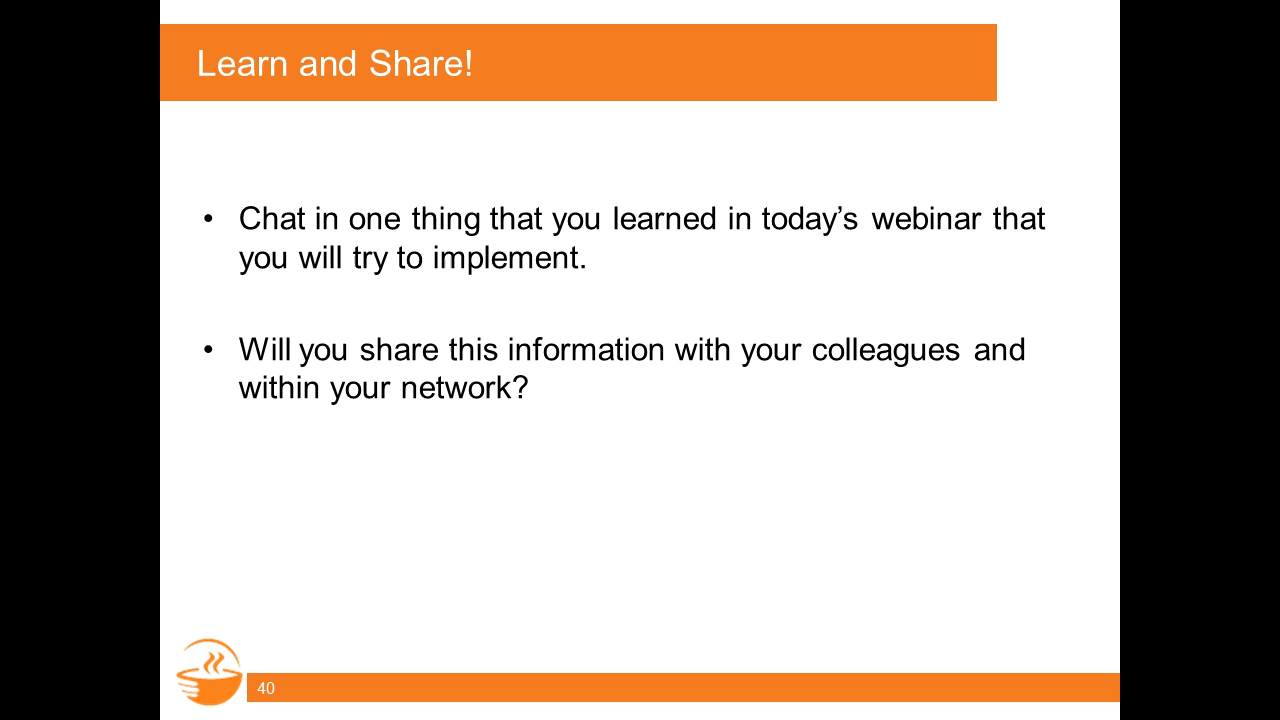 Learn and Share!
• Chat in one thing that you learned in today’s webinar that
you will try to implement.
• Will you share this information with your colleagues and
within your network?
40